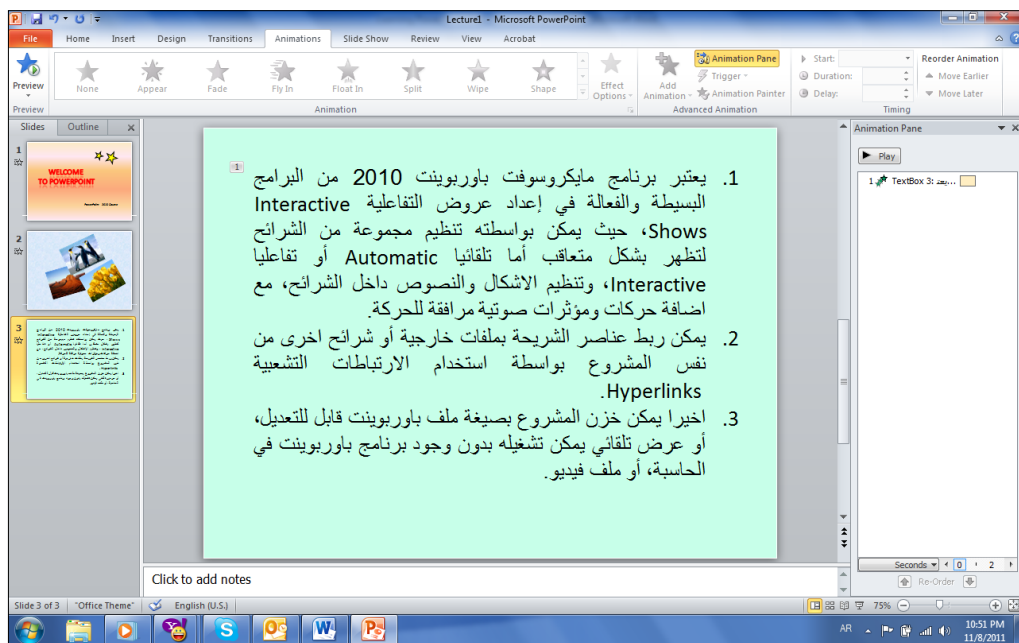 Lecture1 - Microsoft PowerPoint
File Home Insert Design Transitions Animations Slide Show Review View Acrobat
Preview
None Appear Fade Fly In Float In Split Wipe Shape
Effect Options
Add Animation
Animation Pane
Trigger
Animation Painter
Start:
Duration:
Delay:
Reorder Animation
Move Earlier
Move Later
Preview Animation Advanced Animation Timing
Slides Outline
1
WELCOME
TO POWERPOINT
2
3
1
1. يعتبر برنامج مايكروسوفت باوربوينت 2010 من البرامج
البسيطة والفعالة في إعداد عروض التفاعلية Interactive
Shows، حيث يمكن بواسطته تنظيم مجموعة من الشرائح
لتظهر بشكل متعاقب أما تلقائيا Automatic أو تفاعليا
Interactive، وتنظيم الاشكال والنصوص داخل الشرائح، مع
اضافة حركات ومؤثرات صوتية مرافقة للحركة.
2. يمكن ربط عناصر الشريحة بملفات خارجية أو شرائح اخرى من
نفس المشروع بواسطة استخدام الارتباطات التشعبية
Hyperlinks.
3. اخيرا يمكن خزن المشروع بصيغة ملف باوربوينت قابل للتعديل،
أو عرض تلقائي يمكن تشغيله بدون وجود برنامج باوربوينت في
الحاسبة، أو ملف فيديو.
Animation Pane
Play
1 TextBox 3: يعتبـ...
Seconds 0 2
Re-Order
Click to add notes
Slide 3 of 3 "Office Theme" English (U.S.) 75%
AR 10:51 PM
11/8/2011